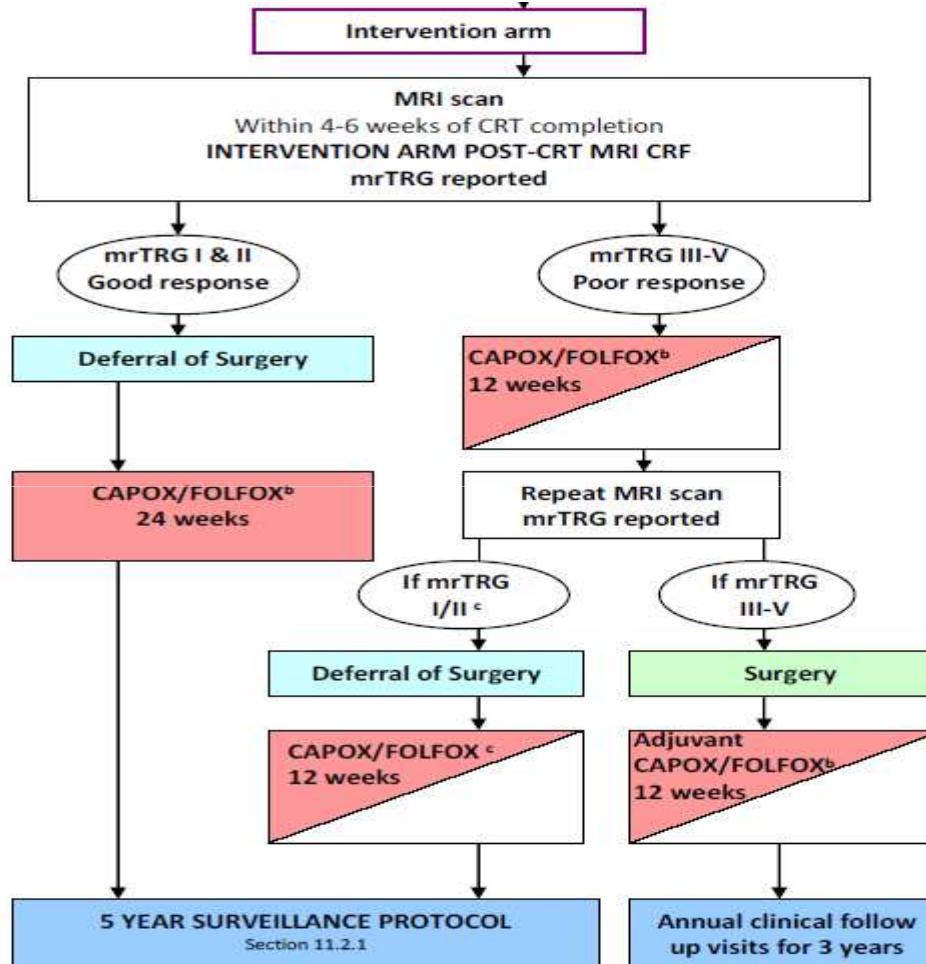 Intervention arm
MRI scan
Within 4-6 weeks of CRT completion
INTERVENTION ARM POST-CRT MRI CRF
mrTRG reported
mrTRG I & II
Good response
mrTRG III-V
Poor response
Deferral of Surgery
CAPOX/FOLFOXᵇ
12 weeks
CAPOX/FOLFOXᵇ
24 weeks
Repeat MRI scan
mrTRG reported
If mrTRG
I/II ᶜ
If mrTRG
III-V
Deferral of Surgery
Surgery
CAPOX/FOLFOX ᶜ
12 weeks
Adjuvant
CAPOX/FOLFOXᵇ
12 weeks
5 YEAR SURVEILLANCE PROTOCOL
Section 11.2.1
Annual clinical follow
up visits for 3 years